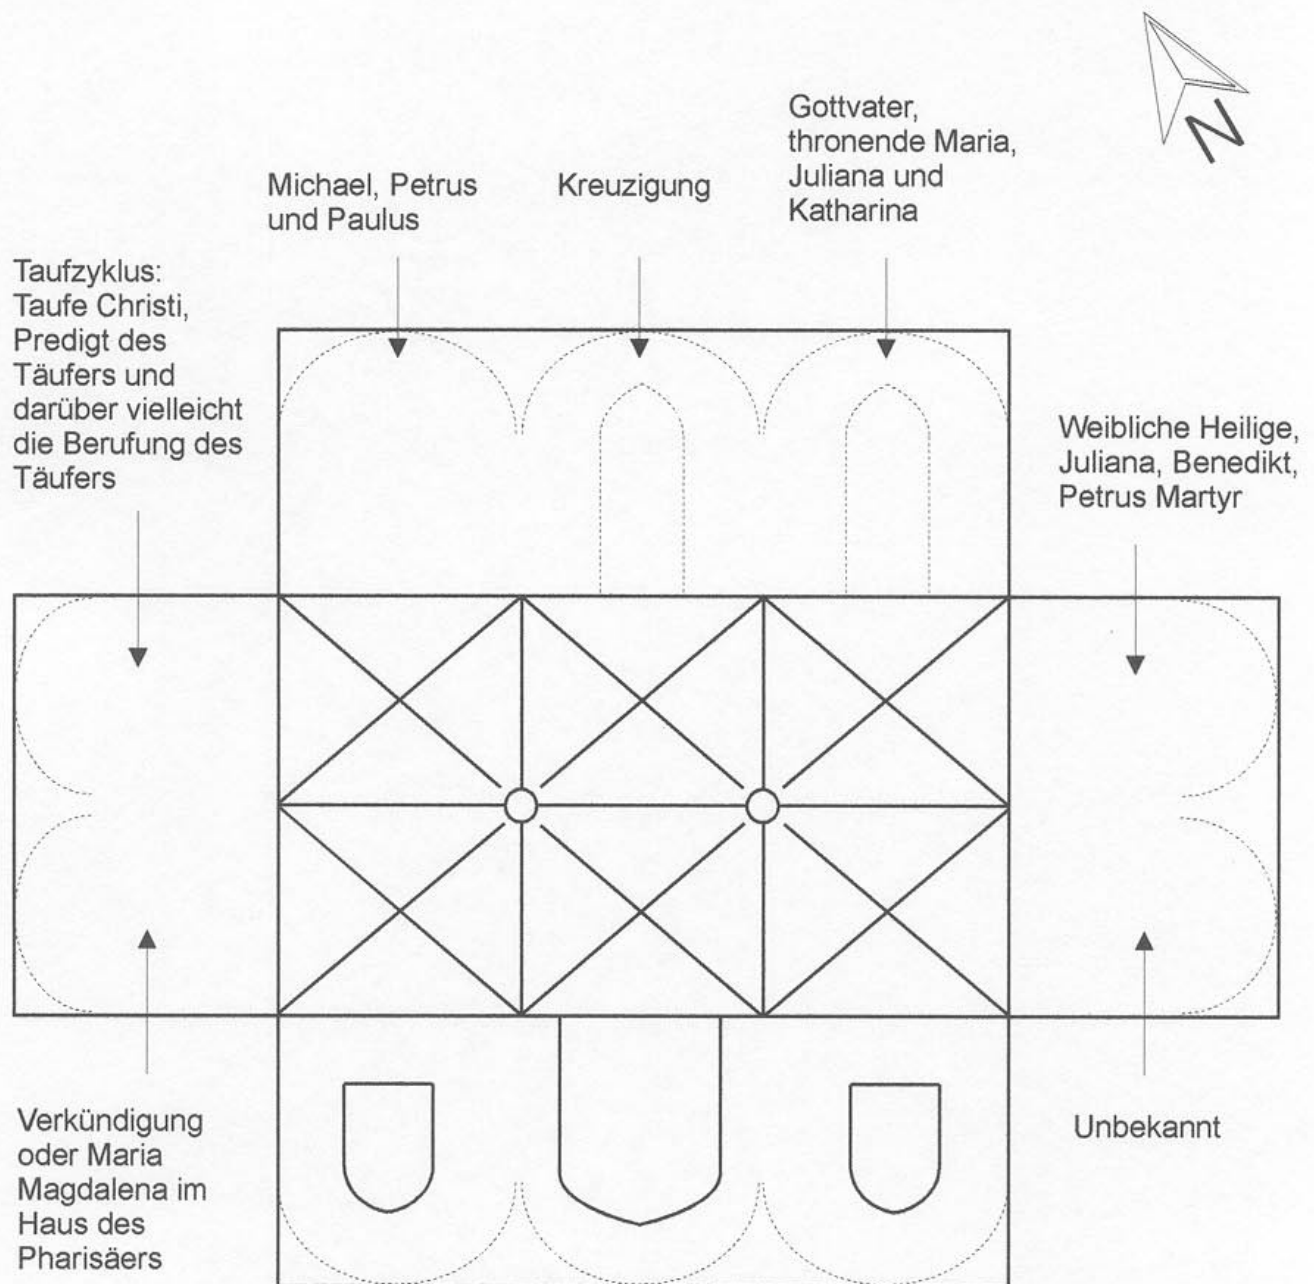 N
Gottvater,
thronende Maria,
Juliana und
Katharina
Michael, Petrus
und Paulus
Kreuzigung
Taufzyklus:
Taufe Christi,
Predigt des
Täufers und
darüber vielleicht
die Berufung des
Täufers
Weibliche Heilige,
Juliana, Benedikt,
Petrus Martyr
Verkündigung
oder Maria
Magdalena im
Haus des
Pharisäers
Unbekannt